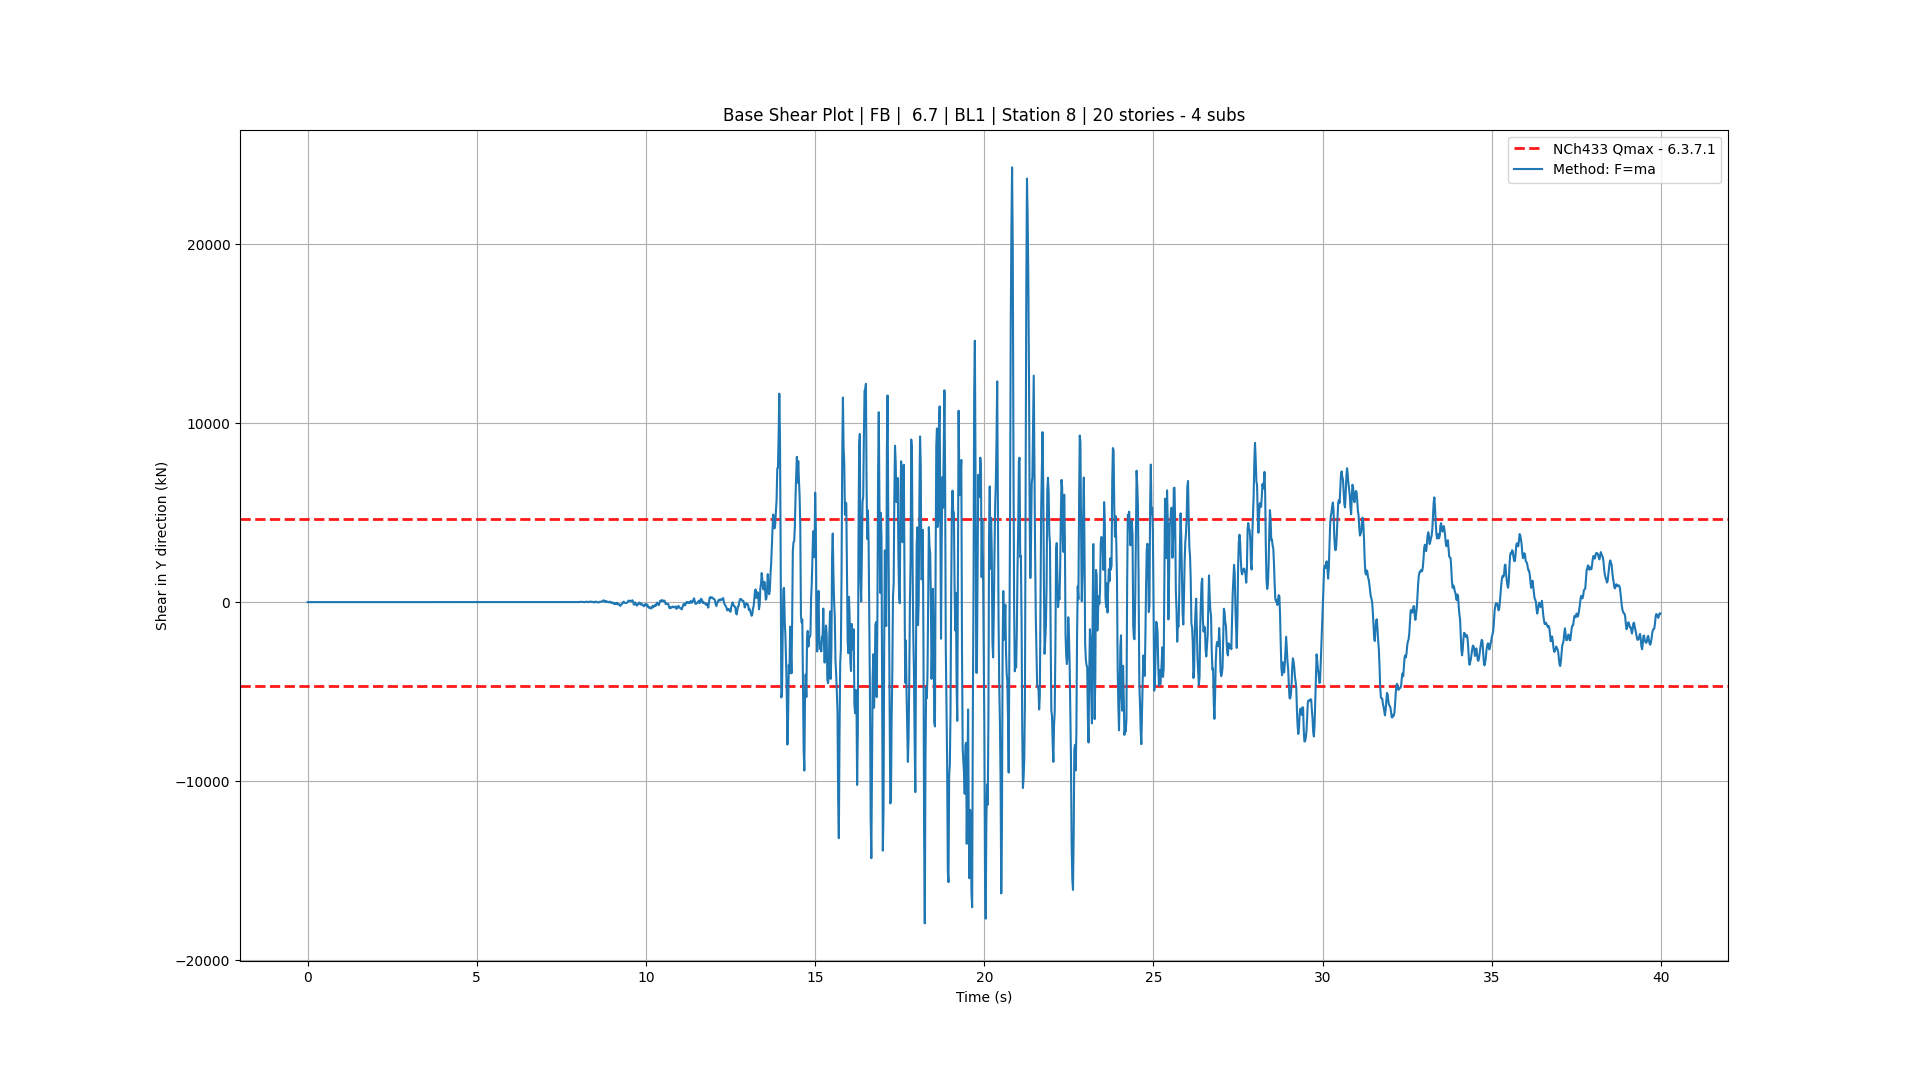 Base Shear Plot | FB |  6.7 | BL1 | Station 8 | 20 stories - 4 subs
NCh433 Qmax - 6.3.7.1
Method: F=ma
Shear in Y direction (kN)
20000
10000
0
−10000
−20000
0 5 10 15 20 25 30 35 40
Time (s)